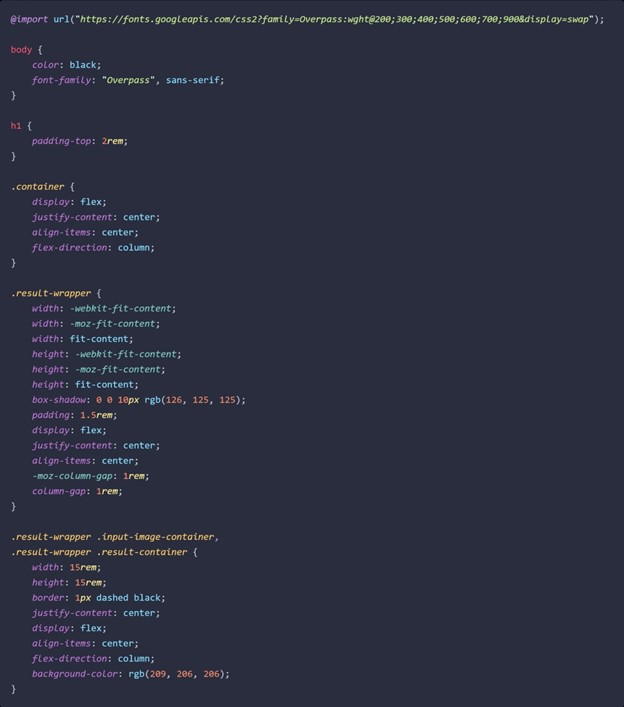 @import url("https://fonts.googleapis.com/css2?family=Overpass:wght@200;300;400;500;600;700;900&display=swap");
body {
color: black;
font-family: "Overpass", sans-serif;
}
h1 {
padding-top: 2rem;
}
.container {
display: flex;
justify-content: center;
align-items: center;
flex-direction: column;
}
.result-wrapper {
width: -webkit-fit-content;
width: -moz-fit-content;
width: fit-content;
height: -webkit-fit-content;
height: -moz-fit-content;
height: fit-content;
box-shadow: 0 0 10px rgb(126, 125, 125);
padding: 1.5rem;
display: flex;
justify-content: center;
align-items: center;
-moz-column-gap: 1rem;
column-gap: 1rem;
}
.result-wrapper .input-image-container,
.result-wrapper .result-container {
width: 15rem;
height: 15rem;
border: 1px dashed black;
justify-content: center;
display: flex;
align-items: center;
flex-direction: column;
background-color: rgb(209, 206, 206);
}